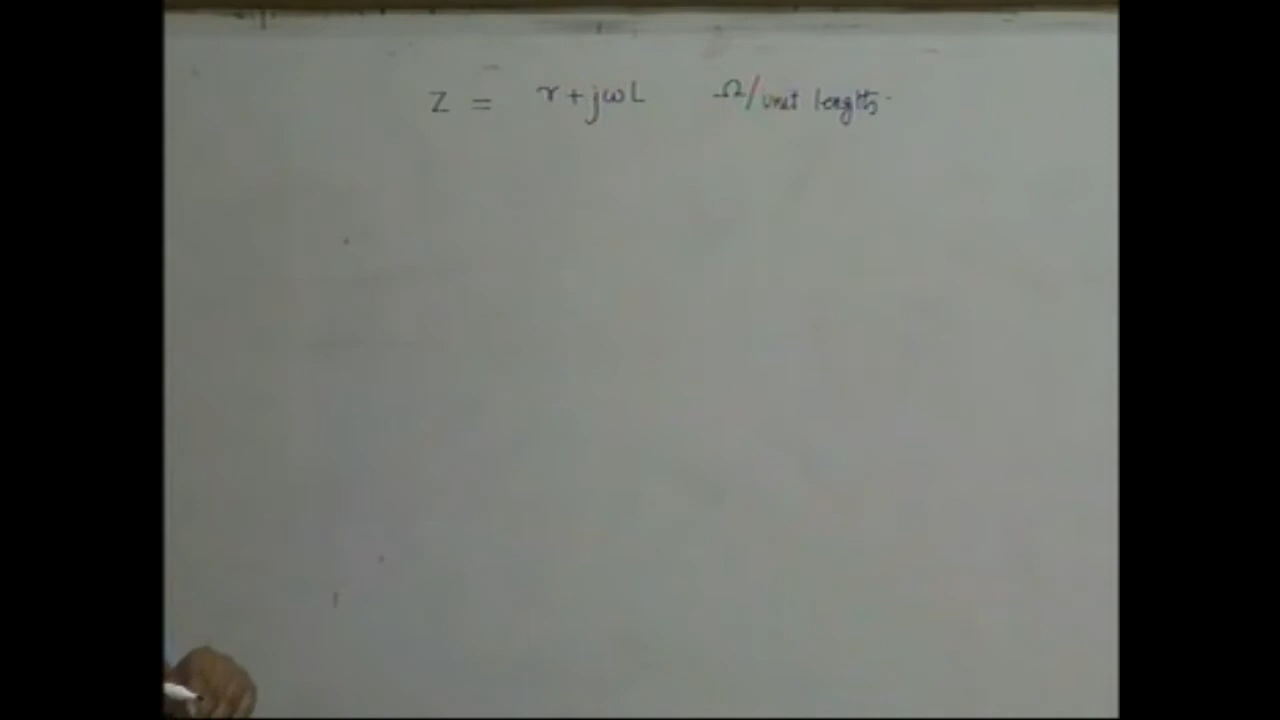 Z = r + jωL Ω/unit length.